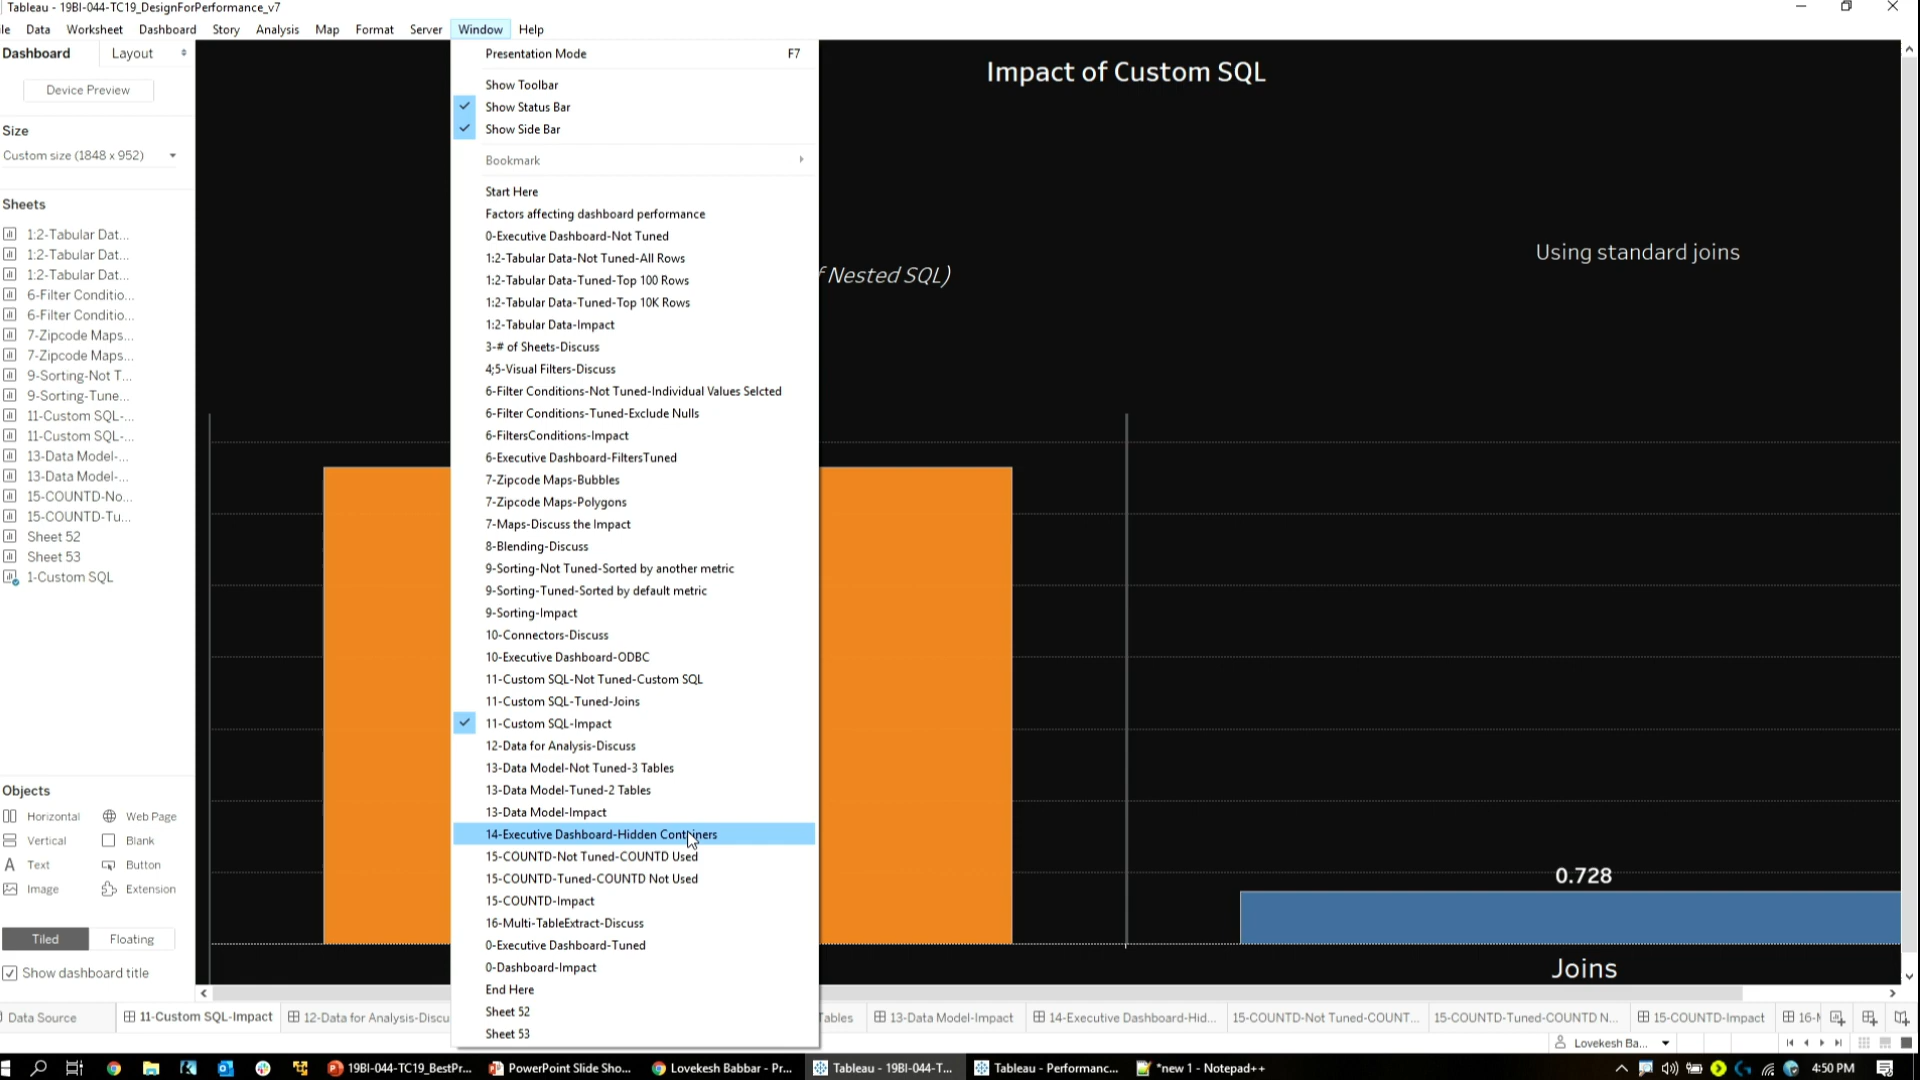 Tableau - 19BI-044-TC19_DesignForPerformance_v7
le Data Worksheet Dashboard Story Analysis Map Format Server Window Help
Dashboard Layout
Device Preview
Size
Custom size (1848 x 952)
Sheets
1:2-Tabular Dat...
1:2-Tabular Dat...
1:2-Tabular Dat...
6-Filter Conditio...
6-Filter Conditio...
7-Zipcode Maps...
7-Zipcode Maps...
9-Sorting-Not T...
9-Sorting-Tune...
11-Custom SQL-...
11-Custom SQL-...
13-Data Model-...
13-Data Model-...
15-COUNTD-No...
15-COUNTD-Tu...
Sheet 52
Sheet 53
1-Custom SQL
Objects
Horizontal Web Page
Vertical Blank
Text Button
Image Extension
Tiled Floating
Show dashboard title
Presentation Mode F7
Show Toolbar
Show Status Bar
Show Side Bar
Bookmark
Start Here
Factors affecting dashboard performance
0-Executive Dashboard-Not Tuned
1:2-Tabular Data-Not Tuned-All Rows
1:2-Tabular Data-Tuned-Top 100 Rows
1:2-Tabular Data-Tuned-Top 10K Rows
1:2-Tabular Data-Impact
3-# of Sheets-Discuss
4;5-Visual Filters-Discuss
6-Filter Conditions-Not Tuned-Individual Values Selcted
6-Filter Conditions-Tuned-Exclude Nulls
6-FiltersConditions-Impact
6-Executive Dashboard-FiltersTuned
7-Zipcode Maps-Bubbles
7-Zipcode Maps-Polygons
7-Maps-Discuss the Impact
8-Blending-Discuss
9-Sorting-Not Tuned-Sorted by another metric
9-Sorting-Tuned-Sorted by default metric
9-Sorting-Impact
10-Connectors-Discuss
10-Executive Dashboard-ODBC
11-Custom SQL-Not Tuned-Custom SQL
11-Custom SQL-Tuned-Joins
11-Custom SQL-Impact
12-Data for Analysis-Discuss
13-Data Model-Not Tuned-3 Tables
13-Data Model-Tuned-2 Tables
13-Data Model-Impact
14-Executive Dashboard-Hidden Containers
15-COUNTD-Not Tuned-COUNTD Used
15-COUNTD-Tuned-COUNTD Not Used
15-COUNTD-Impact
16-Multi-TableExtract-Discuss
0-Executive Dashboard-Tuned
0-Dashboard-Impact
End Here
Sheet 52
Sheet 53
Impact of Custom SQL
f Nested SQL)
Using standard joins
0.728
Joins
Data Source 11-Custom SQL-Impact 12-Data for Analysis-Discu Tables 13-Data Model-Impact 14-Executive Dashboard-Hid... 15-COUNTD-Not Tuned-COUNT... 15-COUNTD-Tuned-COUNTD N... 15-COUNTD-Impact 16-M
Lovekesh Ba...
19BI-044-TC19_BestPr... PowerPoint Slide Sho... Lovekesh Babbar - Pr... Tableau - 19BI-044-T... Tableau - Performanc... *new 1 - Notepad++ 4:50 PM